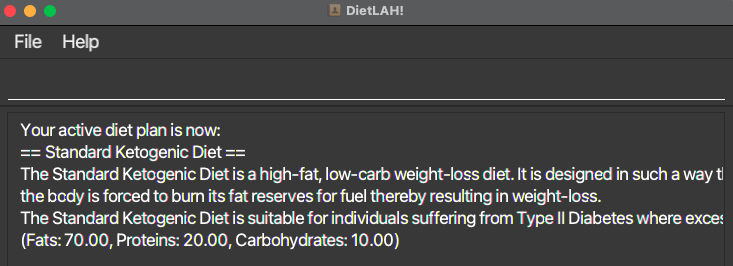 DietLAH!
File Help
Your active diet plan is now:
== Standard Ketogenic Diet ==
The Standard Ketogenic Diet is a high-fat, low-carb weight-loss diet. It is designed in such a way
the body is forced to burn its fat reserves for fuel thereby resulting in weight-loss.
The Standard Ketogenic Diet is suitable for individuals suffering from Type II Diabetes where
(Fats: 70.00, Proteins: 20.00, Carbohydrates: 10.00)